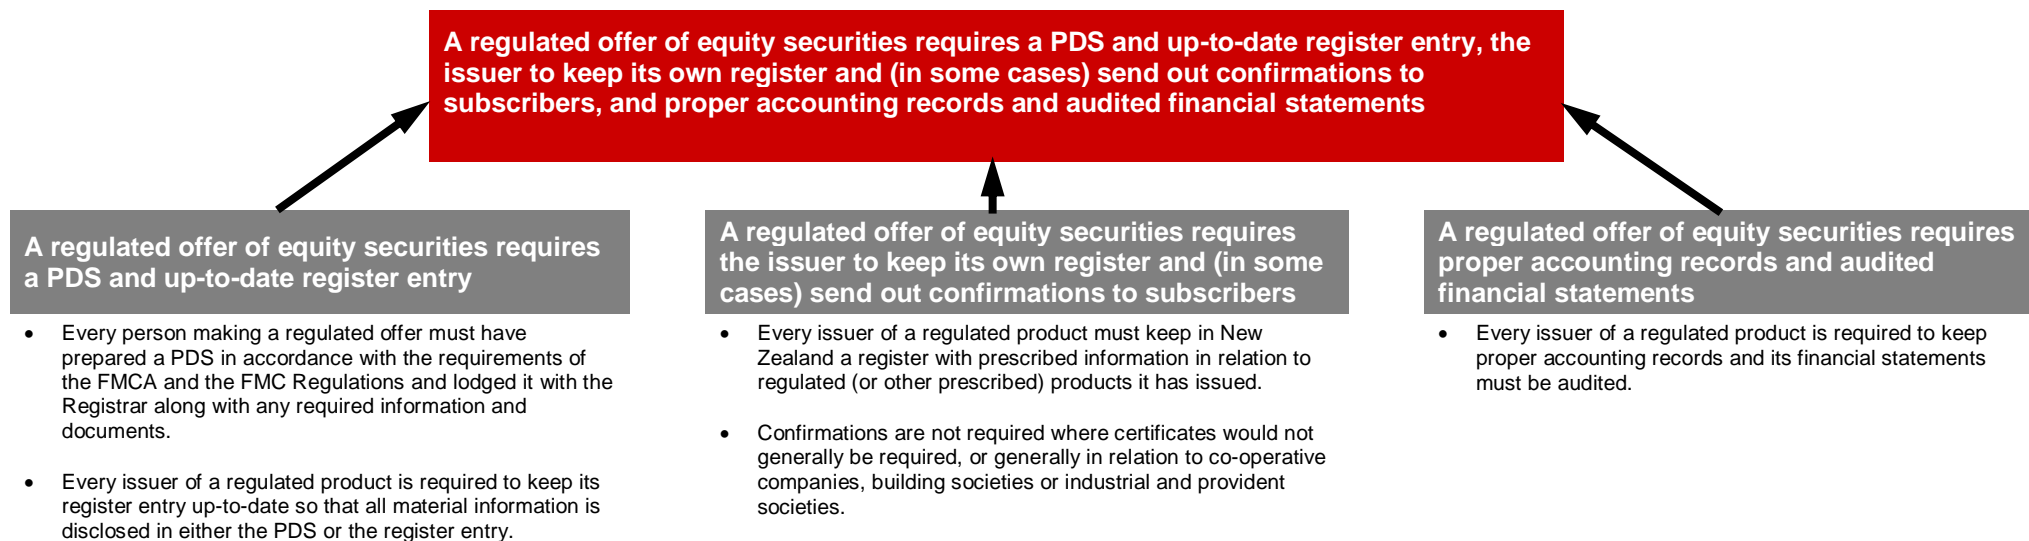 A regulated offer of equity securities requires a PDS and up-to-date register entry, the
issuer to keep its own register and (in some cases) send out confirmations to
subscribers, and proper accounting records and audited financial statements
A regulated offer of equity securities requires
a PDS and up-to-date register entry
• Every person making a regulated offer must have
prepared a PDS in accordance with the requirements of
the FMCA and the FMC Regulations and lodged it with the
Registrar along with any required information and
documents.
• Every issuer of a regulated product is required to keep its
register entry up-to-date so that all material information is
disclosed in either the PDS or the register entry.
A regulated offer of equity securities requires
the issuer to keep its own register and (in some
cases) send out confirmations to subscribers
• Every issuer of a regulated product must keep in New
Zealand a register with prescribed information in relation to
regulated (or other prescribed) products it has issued.
• Confirmations are not required where certificates would not
generally be required, or generally in relation to co-operative
companies, building societies or industrial and provident
societies.
A regulated offer of equity securities requires
proper accounting records and audited
financial statements
• Every issuer of a regulated product is required to keep
proper accounting records and its financial statements
must be audited.